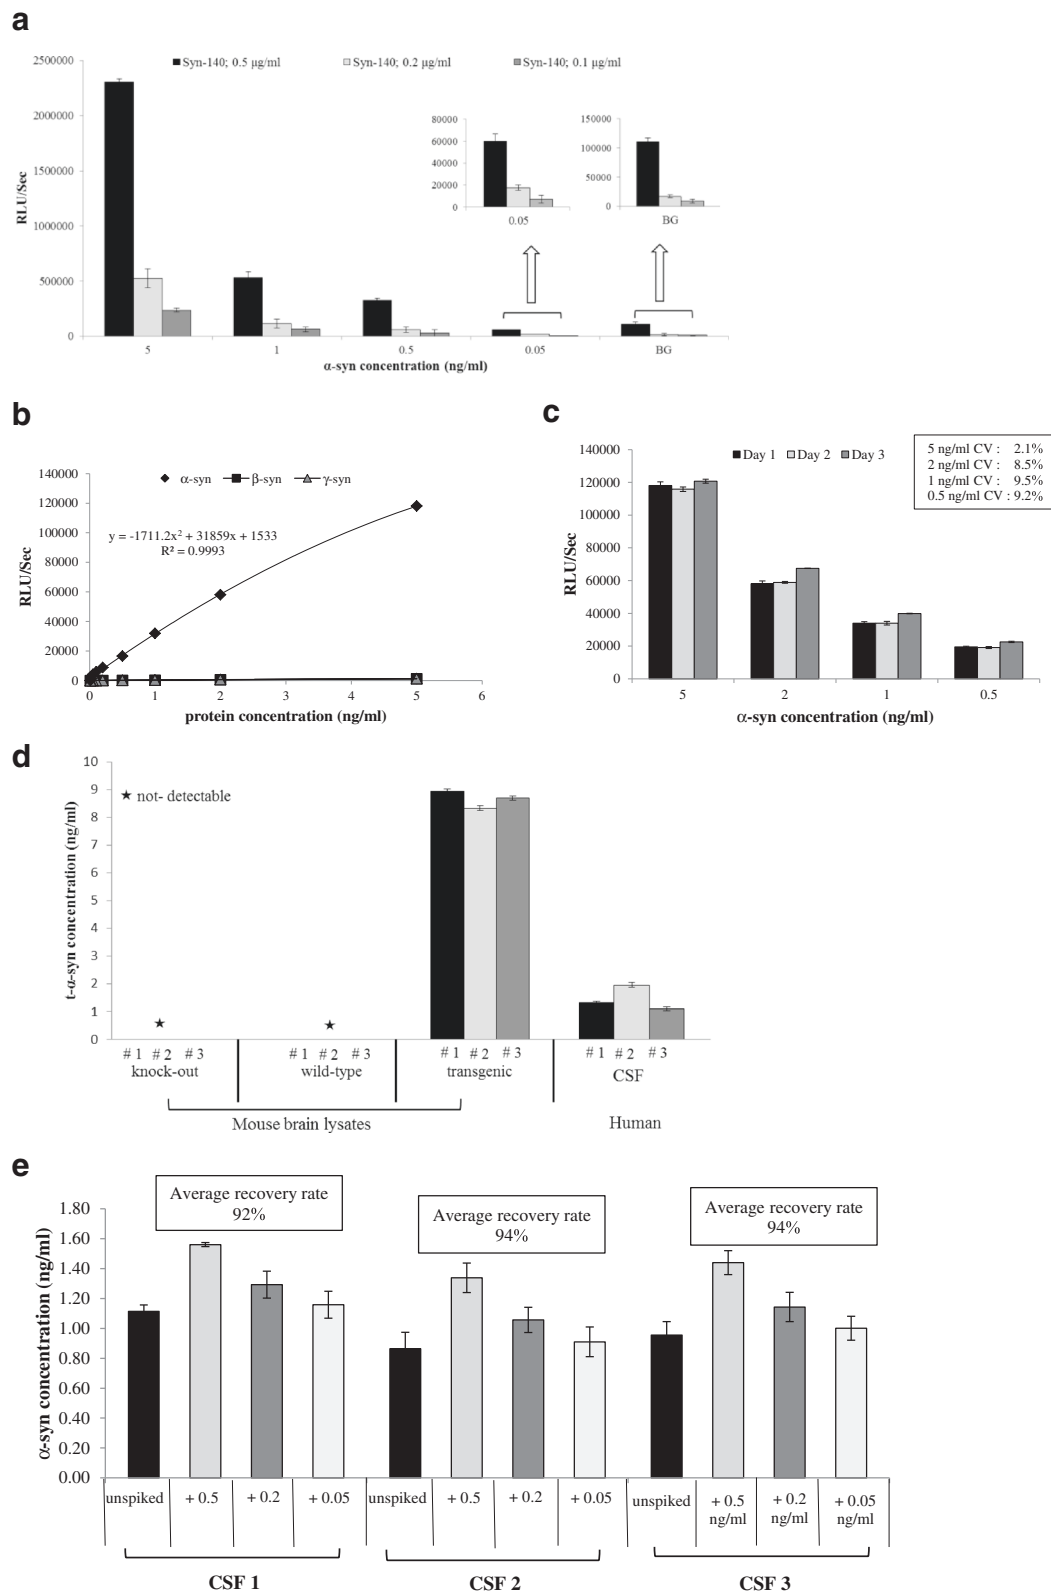 a
Syn-140; 0.5 µg/ml
Syn-140; 0.2 µg/ml
Syn-140; 0.1 µg/ml
RLU/Sec
2500000
2000000
1500000
1000000
500000
0
80000
60000
40000
20000
0
0.05
150000
100000
50000
0
BG
5 1 0.5 0.05 BG
α-syn concentration (ng/ml)
b
α-syn β-syn γ-syn
RLU/Sec
140000
120000
100000
80000
60000
40000
20000
0
y = -1711.2x² + 31859x + 1533
R² = 0.9993
0 1 2 3 4 5 6
protein concentration (ng/ml)
c
Day 1 Day 2 Day 3
5 ng/ml CV : 2.1%
2 ng/ml CV : 8.5%
1 ng/ml CV : 9.5%
0.5 ng/ml CV : 9.2%
RLU/Sec
140000
120000
100000
80000
60000
40000
20000
0
5 2 1 0.5
α-syn concentration (ng/ml)
d
★ not- detectable
t-α-syn concentration (ng/ml)
10
9
8
7
6
5
4
3
2
1
0
# 1 # 2 # 3 # 1 # 2 # 3 # 1 # 2 # 3 # 1 # 2 # 3
knock-out wild-type transgenic CSF
Mouse brain lysates Human
e
Average recovery rate
92%
Average recovery rate
94%
Average recovery rate
94%
α-syn concentration (ng/ml)
1.80
1.60
1.40
1.20
1.00
0.80
0.60
0.40
0.20
0.00
unspiked + 0.5 + 0.2 + 0.05
unspiked + 0.5 + 0.2 + 0.05
unspiked + 0.5 ng/ml + 0.2 ng/ml + 0.05 ng/ml
CSF 1 CSF 2 CSF 3